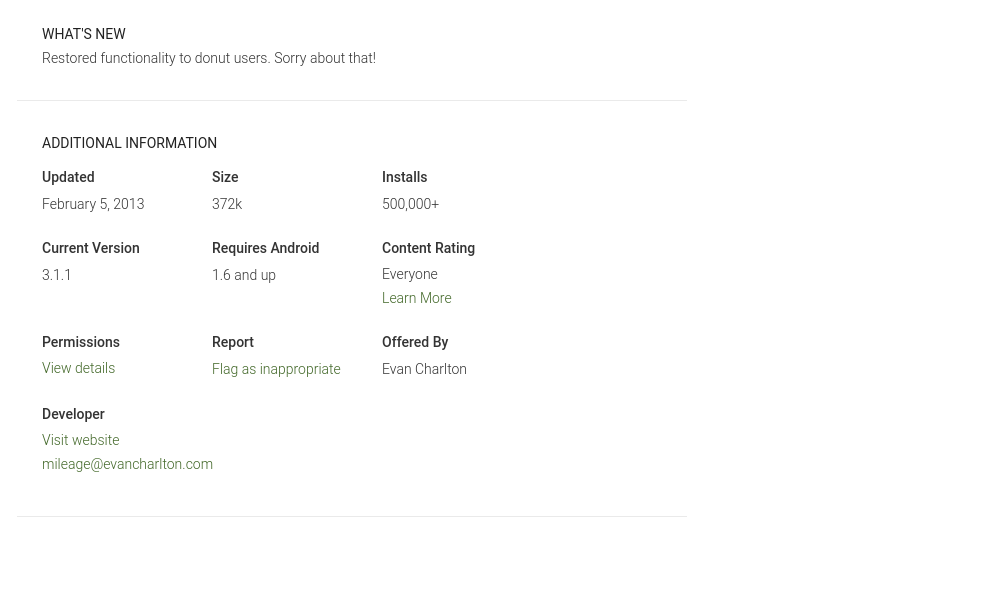 WHAT'S NEW
Restored functionality to donut users. Sorry about that!
ADDITIONAL INFORMATION
Updated
February 5, 2013
Size
372k
Installs
500,000+
Current Version
3.1.1
Requires Android
1.6 and up
Content Rating
Everyone
Learn More
Permissions
View details
Report
Flag as inappropriate
Offered By
Evan Charlton
Developer
Visit website
mileage@evancharlton.com